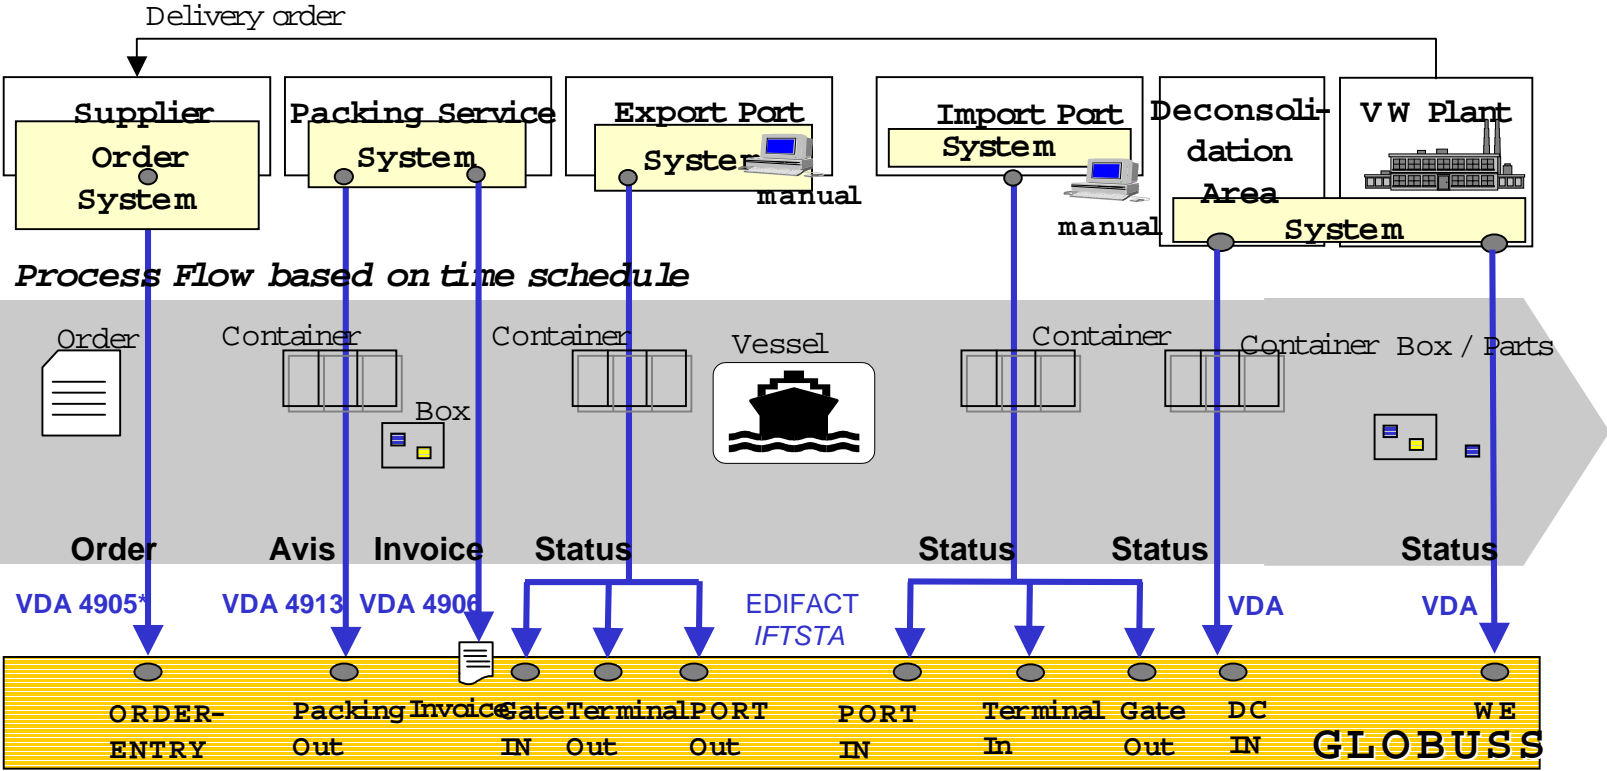 Delivery order
Supplier
Order
System
Packing Service
System
Export Port
System
manual
Import Port
System
manual
Deconsoli-
dation
Area
VW Plant
System
Process Flow based on time schedule
Order
Container
Box
Container
Vessel
Container
Container
Box / Parts
Order
Avis
Invoice
Status
Status
Status
Status
VDA 4905*
VDA 4913
VDA 4906
EDIFACT
IFTSTA
VDA
VDA
ORDER-
ENTRY
Packing
Out
Invoice
Gate
IN
Terminal
Out
PORT
Out
PORT
IN
Terminal
In
Gate
Out
DC
IN
WE
GLOBUSS